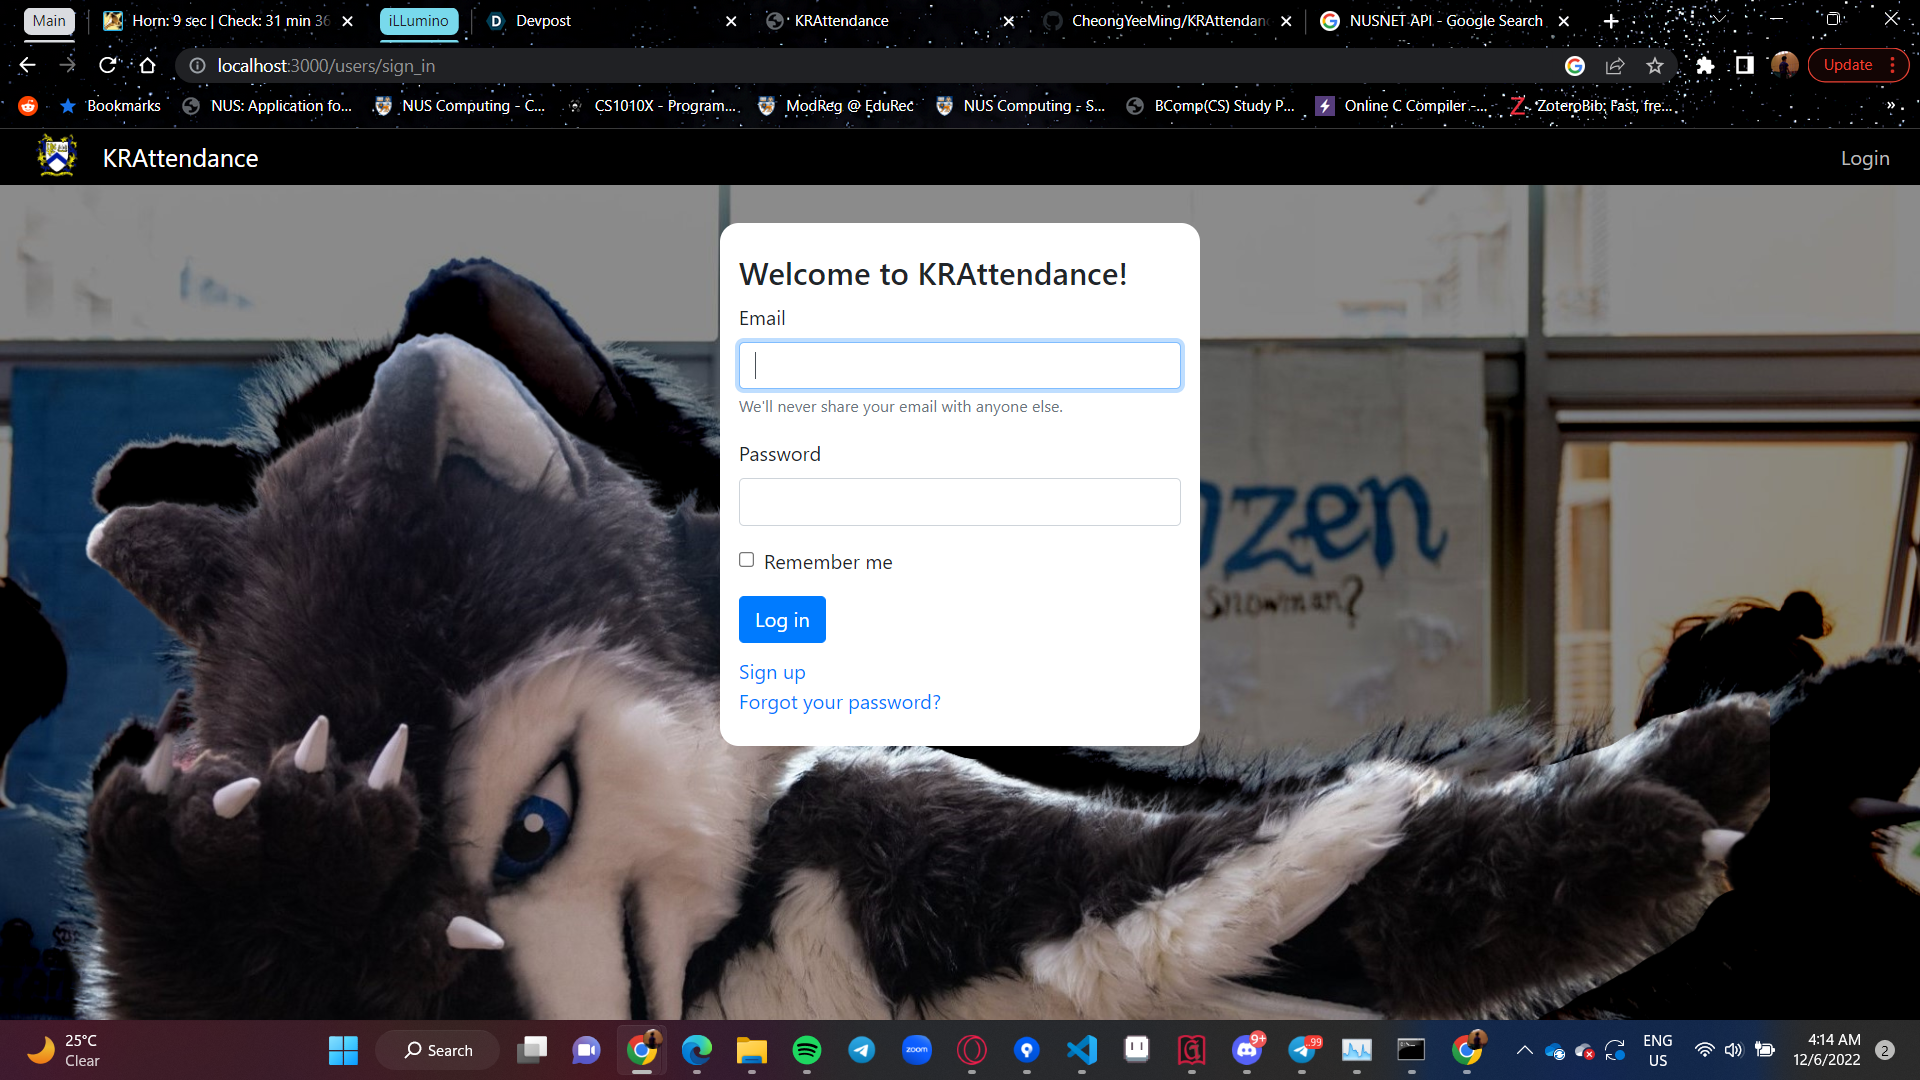 Main
Horn: 9 sec | Check: 31 min 36
iLLumino
Devpost
KRAttendance
CheongYeeMing/KRAttendan
NUSNET API - Google Search
localhost:3000/users/sign_in
Update
Bookmarks
NUS: Application fo...
NUS Computing - C...
CS1010X - Program...
ModReg @ EduRec
NUS Computing - S...
BComp(CS) Study P...
Online C Compiler -...
ZoteroBib: Fast, fre...
»
KRAttendance
Login
Welcome to KRAttendance!
Email
We'll never share your email with anyone else.
Password
Remember me
Log in
Sign up
Forgot your password?
zen
Snowman?
25°C
Clear
Search
zoom
9+
..99
ENG
US
4:14 AM
12/6/2022
2